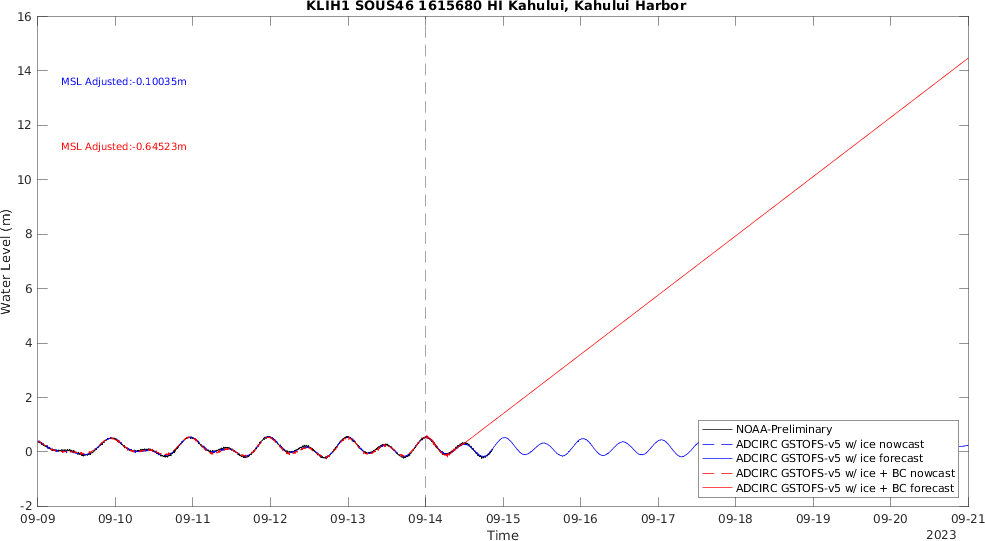 KLIH1 SOUS46 1615680 HI Kahului, Kahului Harbor
16
14
12
10
8
6
4
2
0
-2
Water Level (m)
MSL Adjusted:-0.10035m
MSL Adjusted:-0.64523m
NOAA-Preliminary
ADCIRC GSTOFS-v5 w/ ice nowcast
ADCIRC GSTOFS-v5 w/ ice forecast
ADCIRC GSTOFS-v5 w/ ice + BC nowcast
ADCIRC GSTOFS-v5 w/ ice + BC forecast
09-09 09-10 09-11 09-12 09-13 09-14 09-15 09-16 09-17 09-18 09-19 09-20 09-21
Time
2023